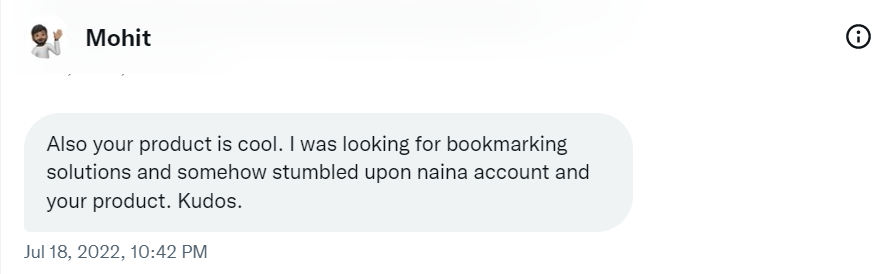 Mohit
Also your product is cool. I was looking for bookmarking
solutions and somehow stumbled upon naina account and
your product. Kudos.
Jul 18, 2022, 10:42 PM